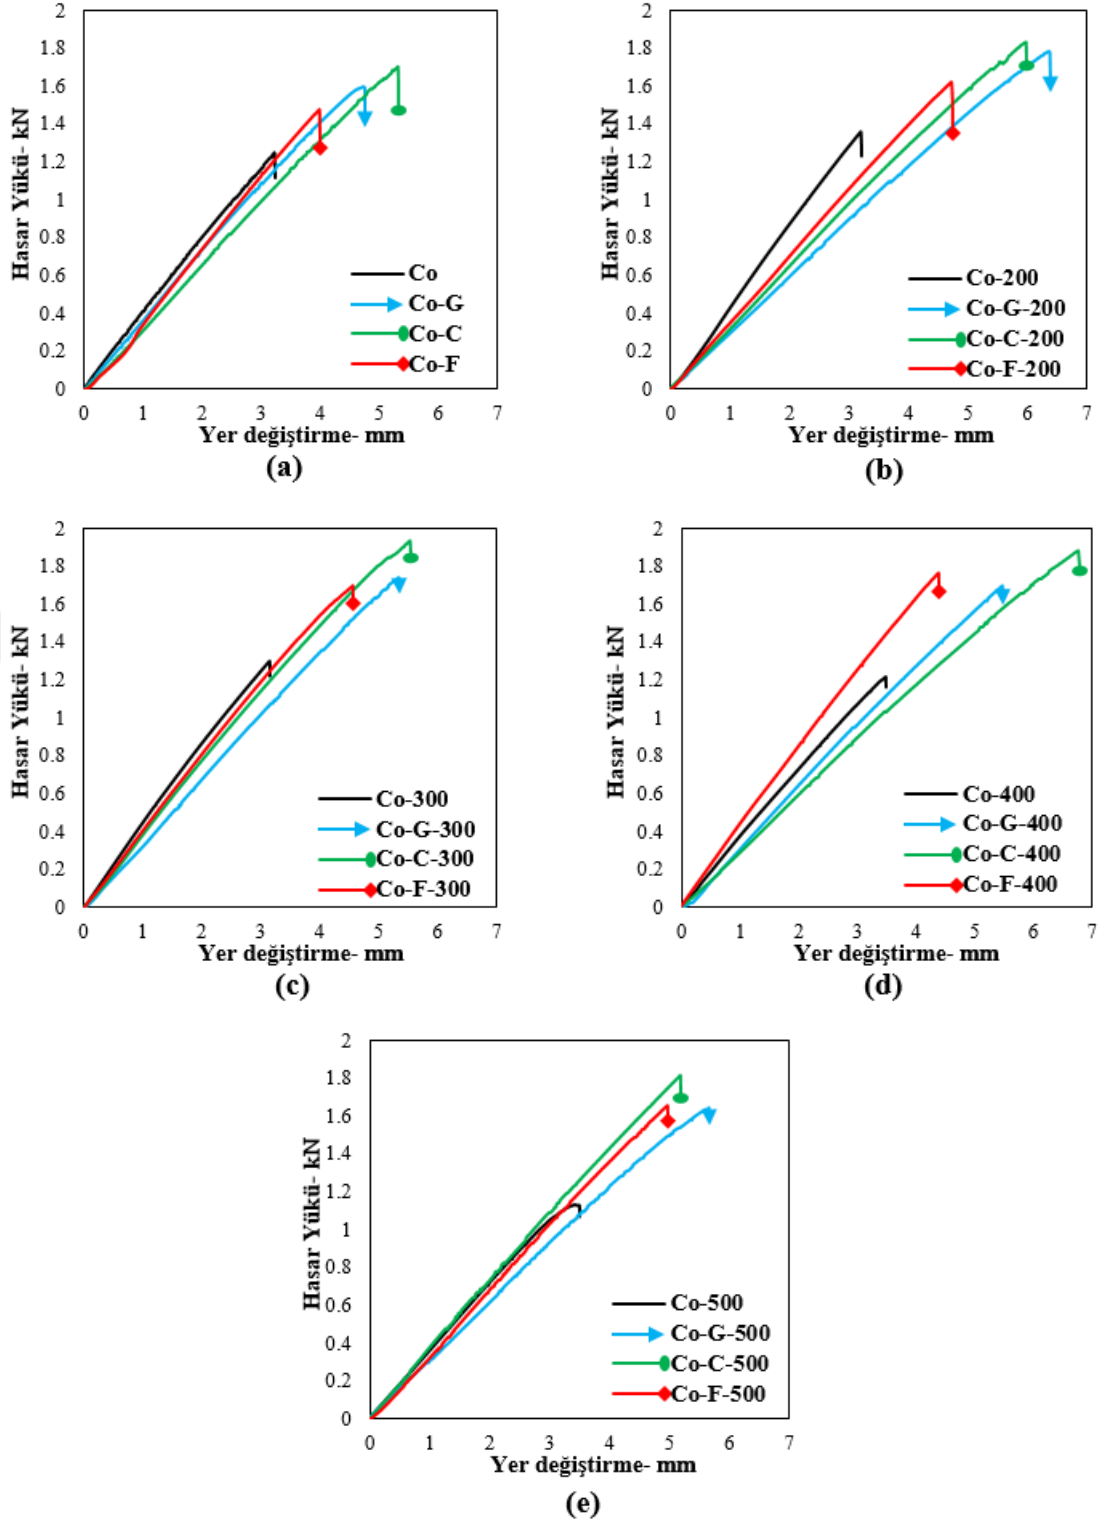 2
1.8
1.6
1.4
1.2
1
0.8
0.6
0.4
0.2
0
Hasar Yükü- kN
Co
Co-G
Co-C
Co-F
0 1 2 3 4 5 6 7
Yer değiştirme- mm
(a)
2
1.8
1.6
1.4
1.2
1
0.8
0.6
0.4
0.2
0
Hasar Yükü- kN
Co-200
Co-G-200
Co-C-200
Co-F-200
0 1 2 3 4 5 6 7
Yer değiştirme- mm
(b)
2
1.8
1.6
1.4
1.2
1
0.8
0.6
0.4
0.2
0
Hasar Yükü- kN
Co-300
Co-G-300
Co-C-300
Co-F-300
0 1 2 3 4 5 6 7
Yer değiştirme- mm
(c)
2
1.8
1.6
1.4
1.2
1
0.8
0.6
0.4
0.2
0
Hasar Yükü- kN
Co-400
Co-G-400
Co-C-400
Co-F-400
0 1 2 3 4 5 6 7
Yer değiştirme- mm
(d)
2
1.8
1.6
1.4
1.2
1
0.8
0.6
0.4
0.2
0
Hasar Yükü- kN
Co-500
Co-G-500
Co-C-500
Co-F-500
0 1 2 3 4 5 6 7
Yer değiştirme- mm
(e)